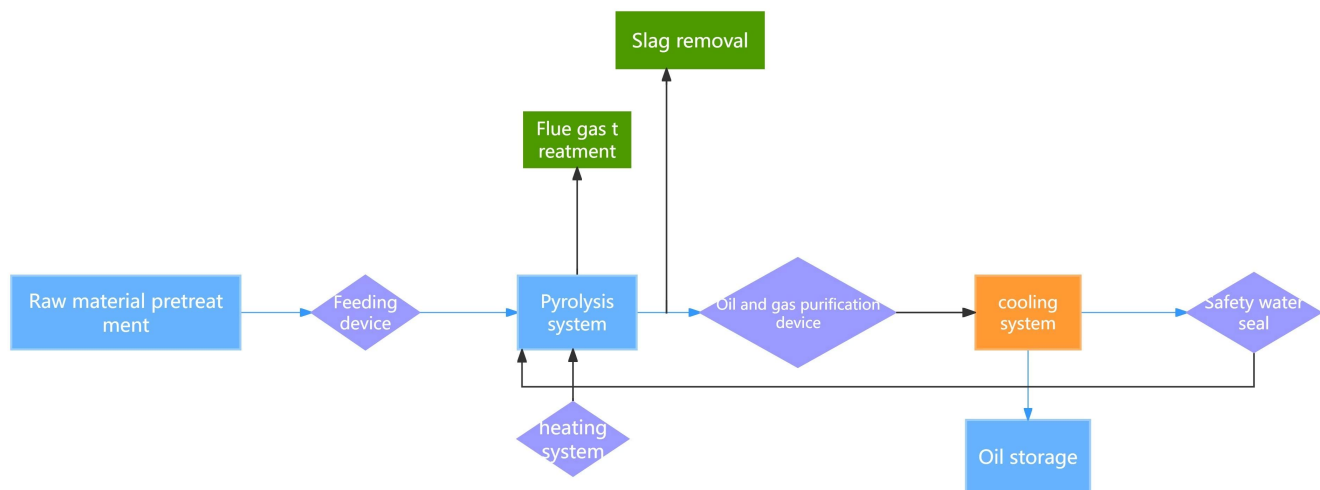 Slag removal
Flue gas t
reatment
Raw material pretreat
ment
Feeding
device
Pyrolysis
system
Oil and gas purification
device
cooling
system
Safety water
seal
heating
system
Oil storage